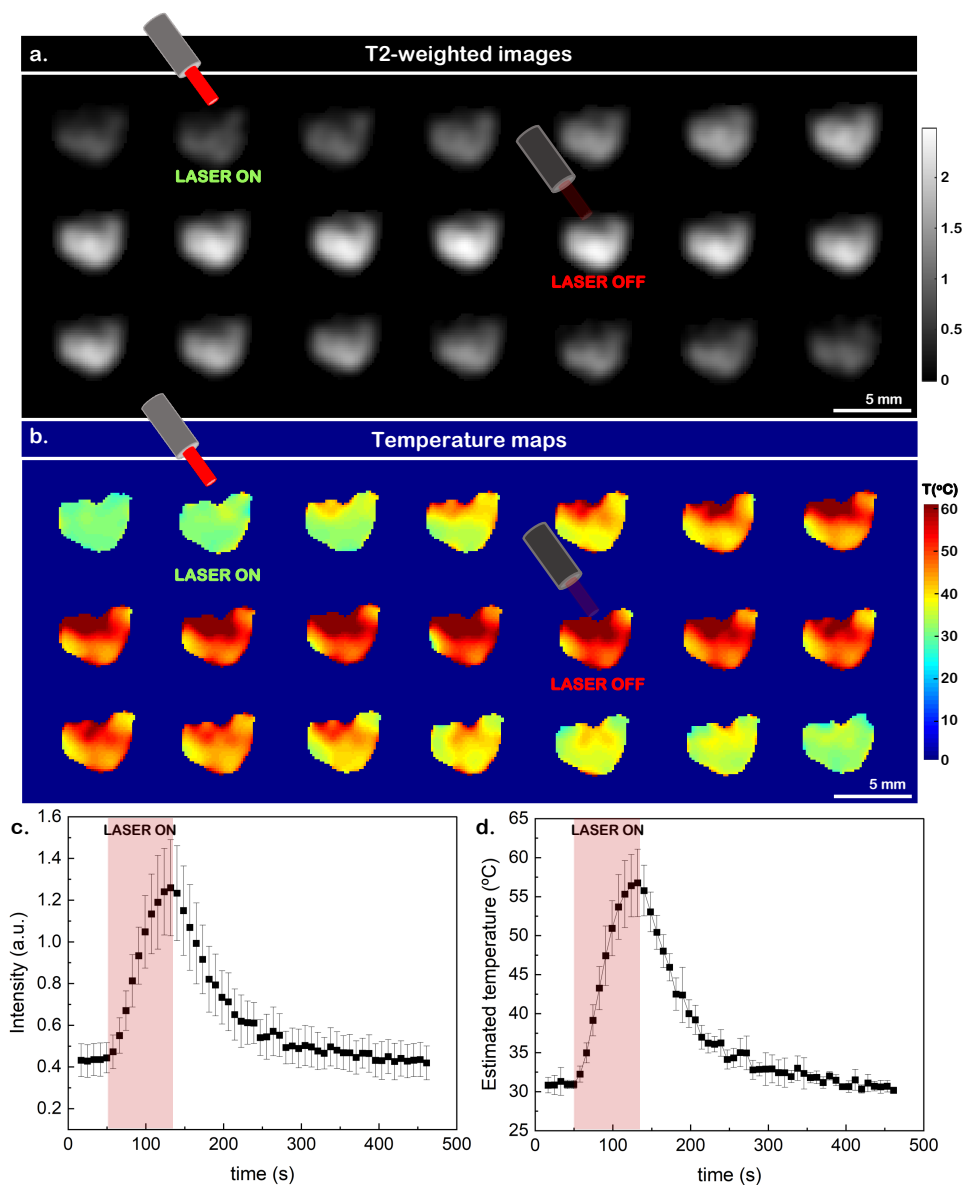 a.
T2-weighted images
LASER ON
LASER OFF
2
1.5
1
0.5
0
5 mm
b.
Temperature maps
T(ºC)
LASER ON
LASER OFF
60
50
40
30
20
10
0
5 mm
c.
LASER ON
1.6
1.4
1.2
1.0
0.8
0.6
0.4
0.2
Intensity (a.u.)
0 100 200 300 400 500
time (s)
d.
LASER ON
65
60
55
50
45
40
35
30
25
Estimated temperature (ºC)
0 100 200 300 400 500
time (s)